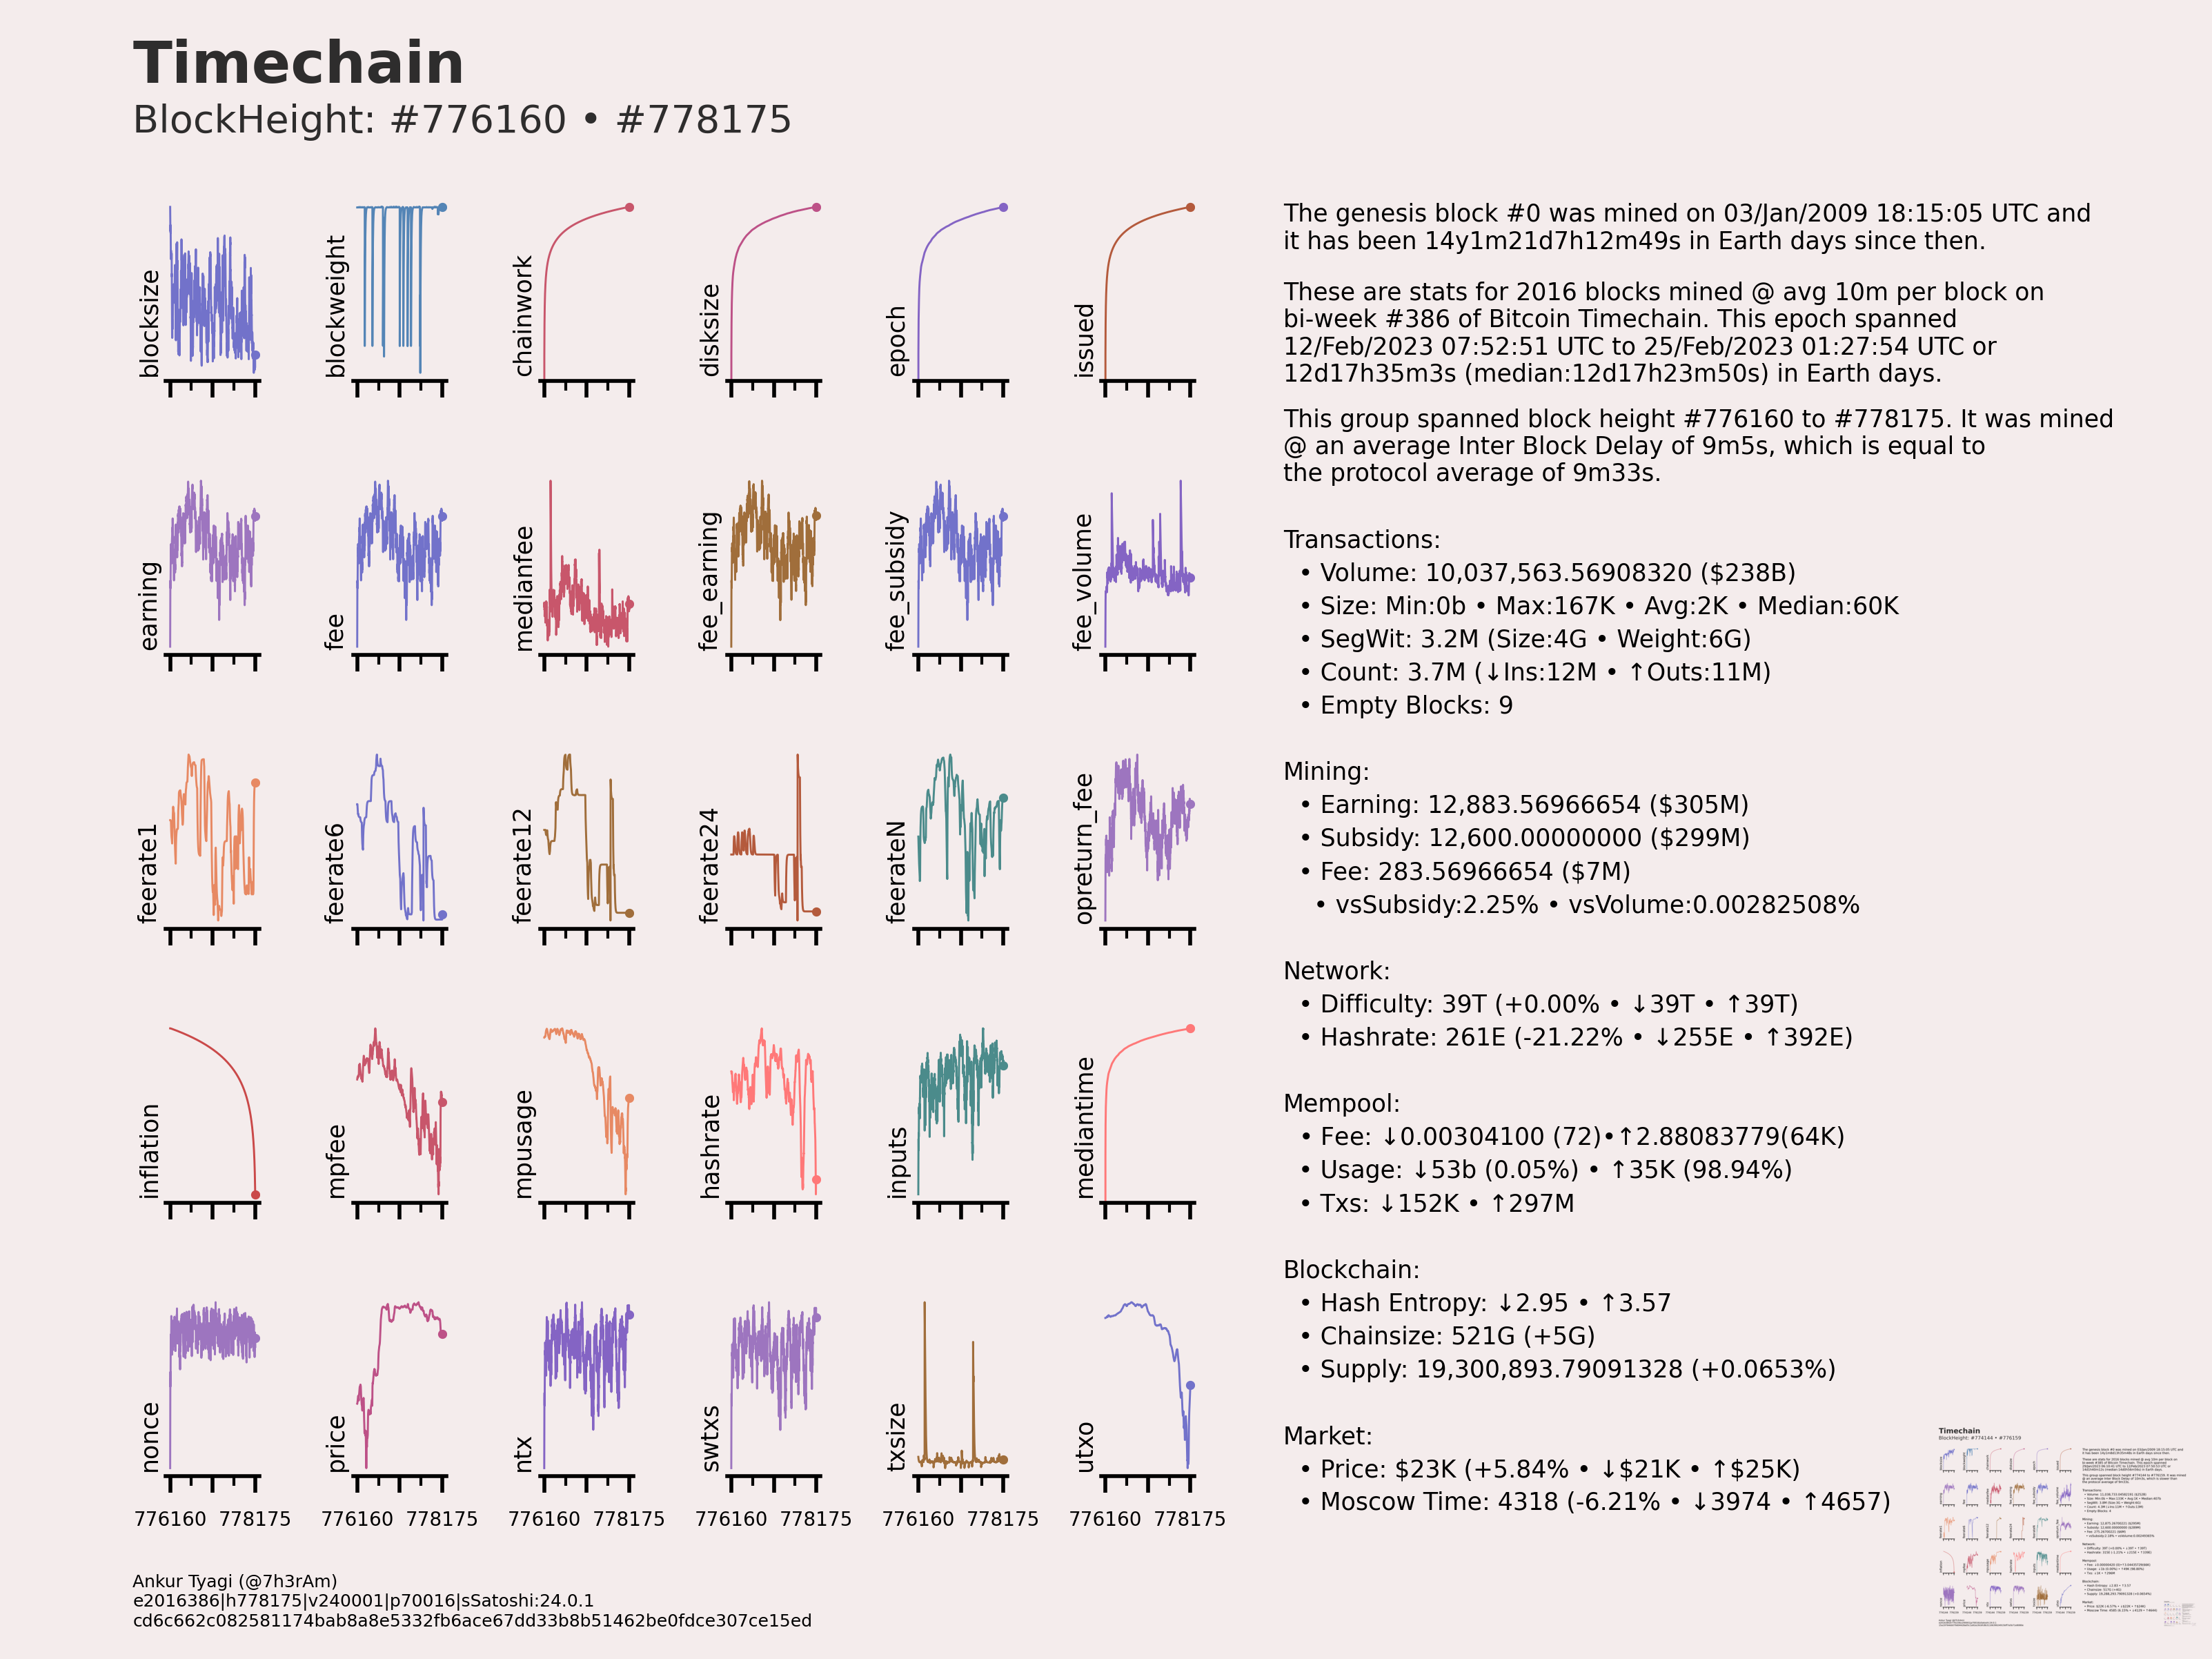 Timechain
BlockHeight: #776160 • #778175
blocksize
blockweight
chainwork
disksize
epoch
issued
earning
fee
medianfee
fee_earning
fee_subsidy
fee_volume
feerate1
feerate6
feerate12
feerate24
feerateN
opreturn_fee
inflation
mpfee
mpusage
hashrate
inputs
mediantime
nonce
price
ntx
swtxs
txsize
utxo
776160 778175 776160 778175 776160 778175 776160 778175 776160 778175 776160 778175
The genesis block #0 was mined on 03/Jan/2009 18:15:05 UTC and
it has been 14y1m21d7h12m49s in Earth days since then.
These are stats for 2016 blocks mined @ avg 10m per block on
bi-week #386 of Bitcoin Timechain. This epoch spanned
12/Feb/2023 07:52:51 UTC to 25/Feb/2023 01:27:54 UTC or
12d17h35m3s (median:12d17h23m50s) in Earth days.
This group spanned block height #776160 to #778175. It was mined
@ an average Inter Block Delay of 9m5s, which is equal to
the protocol average of 9m33s.
Transactions:
• Volume: 10,037,563.56908320 ($238B)
• Size: Min:0b • Max:167K • Avg:2K • Median:60K
• SegWit: 3.2M (Size:4G • Weight:6G)
• Count: 3.7M (↓Ins:12M • ↑Outs:11M)
• Empty Blocks: 9
Mining:
• Earning: 12,883.56966654 ($305M)
• Subsidy: 12,600.00000000 ($299M)
• Fee: 283.56966654 ($7M)
• vsSubsidy:2.25% • vsVolume:0.00282508%
Network:
• Difficulty: 39T (+0.00% • ↓39T • ↑39T)
• Hashrate: 261E (-21.22% • ↓255E • ↑392E)
Mempool:
• Fee: ↓0.00304100 (72)•↑2.88083779(64K)
• Usage: ↓53b (0.05%) • ↑35K (98.94%)
• Txs: ↓152K • ↑297M
Blockchain:
• Hash Entropy: ↓2.95 • ↑3.57
• Chainsize: 521G (+5G)
• Supply: 19,300,893.79091328 (+0.0653%)
Market:
• Price: $23K (+5.84% • ↓$21K • ↑$25K)
• Moscow Time: 4318 (-6.21% • ↓3974 • ↑4657)
Ankur Tyagi (@7h3rAm)
e2016386|h778175|v240001|p70016|sSatoshi:24.0.1
cd6c662c082581174bab8a8e5332fb6ace67dd33b8b51462be0fdce307ce15ed
Timechain
BlockHeight: #774144 • #776159